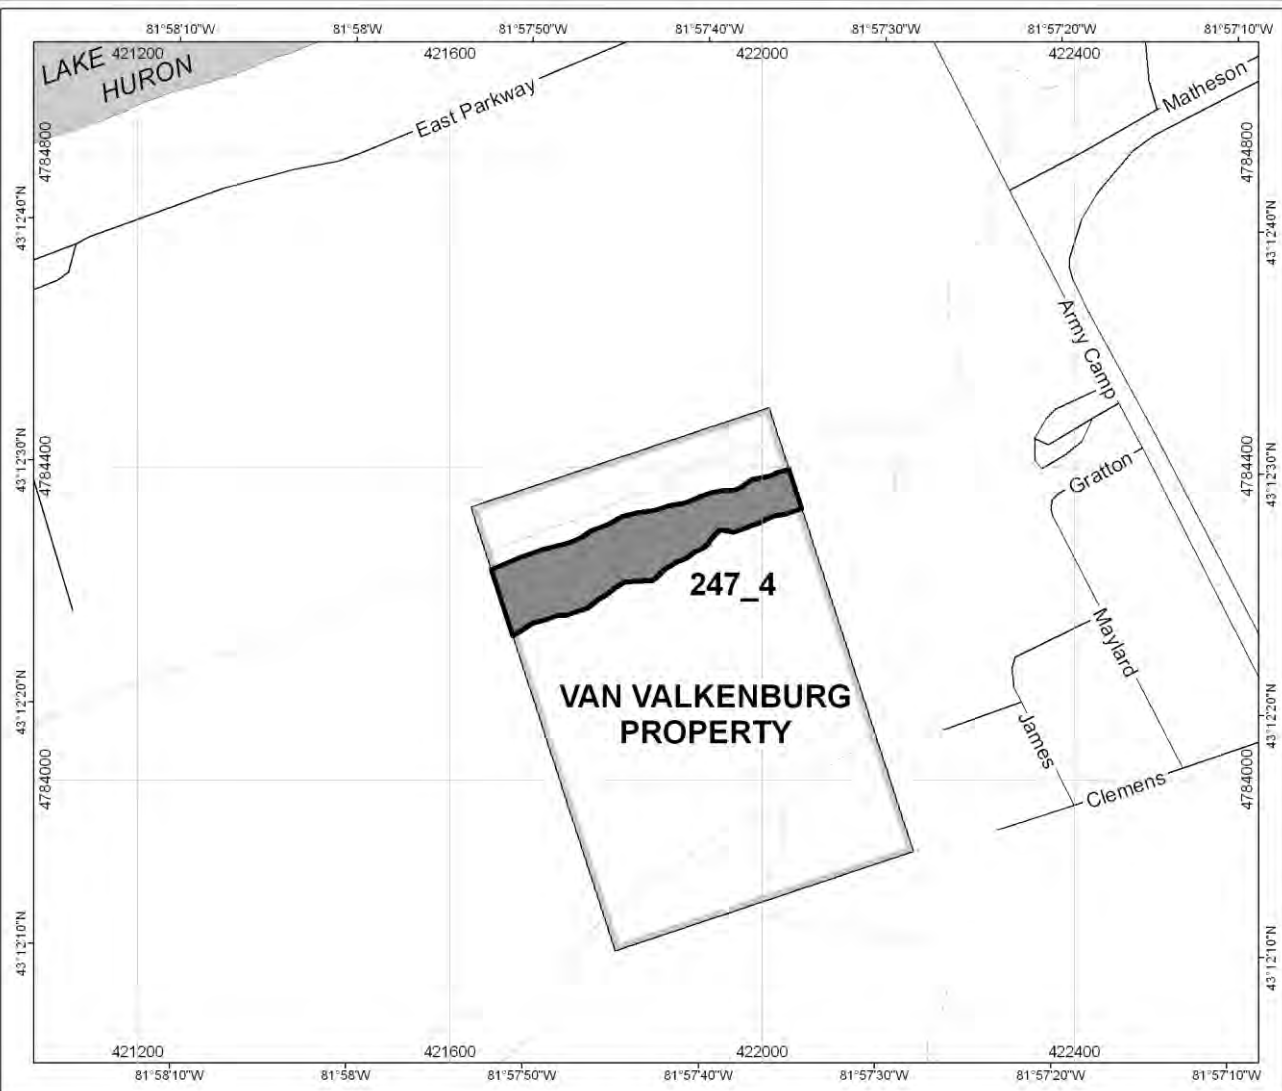 81°58'10"W 81°58'W 81°57'50"W 81°57'40"W 81°57'30"W 81°57'20"W 81°57'10"W
421200 421600 422000 422400
LAKE
HURON
East Parkway
Matheson
4784800 4784800
43°12'40"N 43°12'40"N
Army Camp
43°12'30"N 4784400 4784400 43°12'30"N
Gratton
247_4
Maylard
VAN VALKENBURG
PROPERTY
43°12'20"N 43°12'20"N
James
4784000 4784000
Clemens
43°12'10"N 43°12'10"N
421200 421600 422000 422400
81°58'10"W 81°58'W 81°57'50"W 81°57'40"W 81°57'30"W 81°57'20"W 81°57'10"W